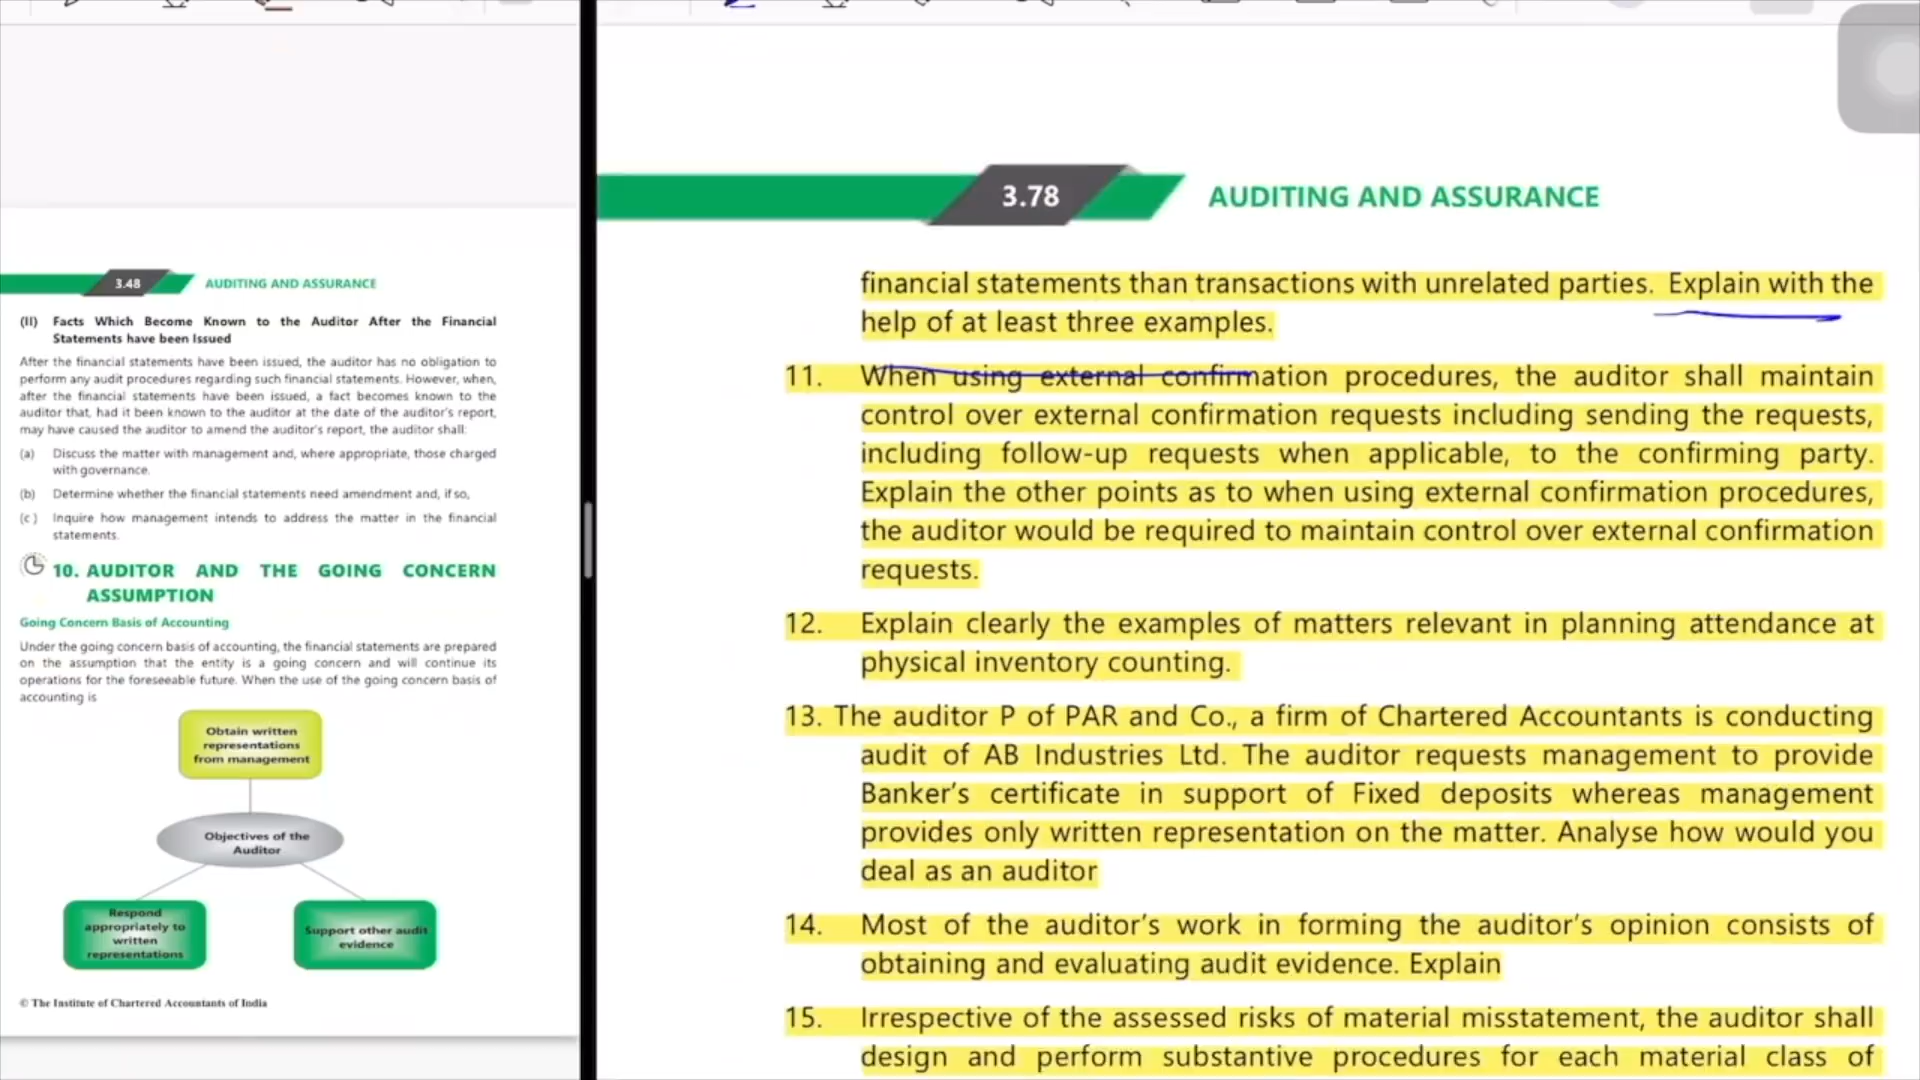 3.48 AUDITING AND ASSURANCE
(II) Facts Which Become Known to the Auditor After the Financial
Statements have been Issued
After the financial statements have been issued, the auditor has no obligation to
perform any audit procedures regarding such financial statements. However, when,
after the financial statements have been issued, a fact becomes known to the
auditor that, had it been known to the auditor at the date of the auditor's report,
may have caused the auditor to amend the auditor's report, the auditor shall:
(a) Discuss the matter with management and, where appropriate, those charged
with governance.
(b) Determine whether the financial statements need amendment and, if so,
(c ) Inquire how management intends to address the matter in the financial
statements.
10. AUDITOR AND THE GOING CONCERN
ASSUMPTION
Going Concern Basis of Accounting
Under the going concern basis of accounting, the financial statements are prepared
on the assumption that the entity is a going concern and will continue its
operations for the foreseeable future. When the use of the going concern basis of
accounting is
Obtain written
representations
from management
Objectives of the
Auditor
Respond
appropriately to
written
representations
Support other audit
evidence
© The Institute of Chartered Accountants of India
3.78 AUDITING AND ASSURANCE
financial statements than transactions with unrelated parties. Explain with the
help of at least three examples.
11. When using external confirmation procedures, the auditor shall maintain
control over external confirmation requests including sending the requests,
including follow-up requests when applicable, to the confirming party.
Explain the other points as to when using external confirmation procedures,
the auditor would be required to maintain control over external confirmation
requests.
12. Explain clearly the examples of matters relevant in planning attendance at
physical inventory counting.
13. The auditor P of PAR and Co., a firm of Chartered Accountants is conducting
audit of AB Industries Ltd. The auditor requests management to provide
Banker's certificate in support of Fixed deposits whereas management
provides only written representation on the matter. Analyse how would you
deal as an auditor
14. Most of the auditor's work in forming the auditor's opinion consists of
obtaining and evaluating audit evidence. Explain
15. Irrespective of the assessed risks of material misstatement, the auditor shall
design and perform substantive procedures for each material class of